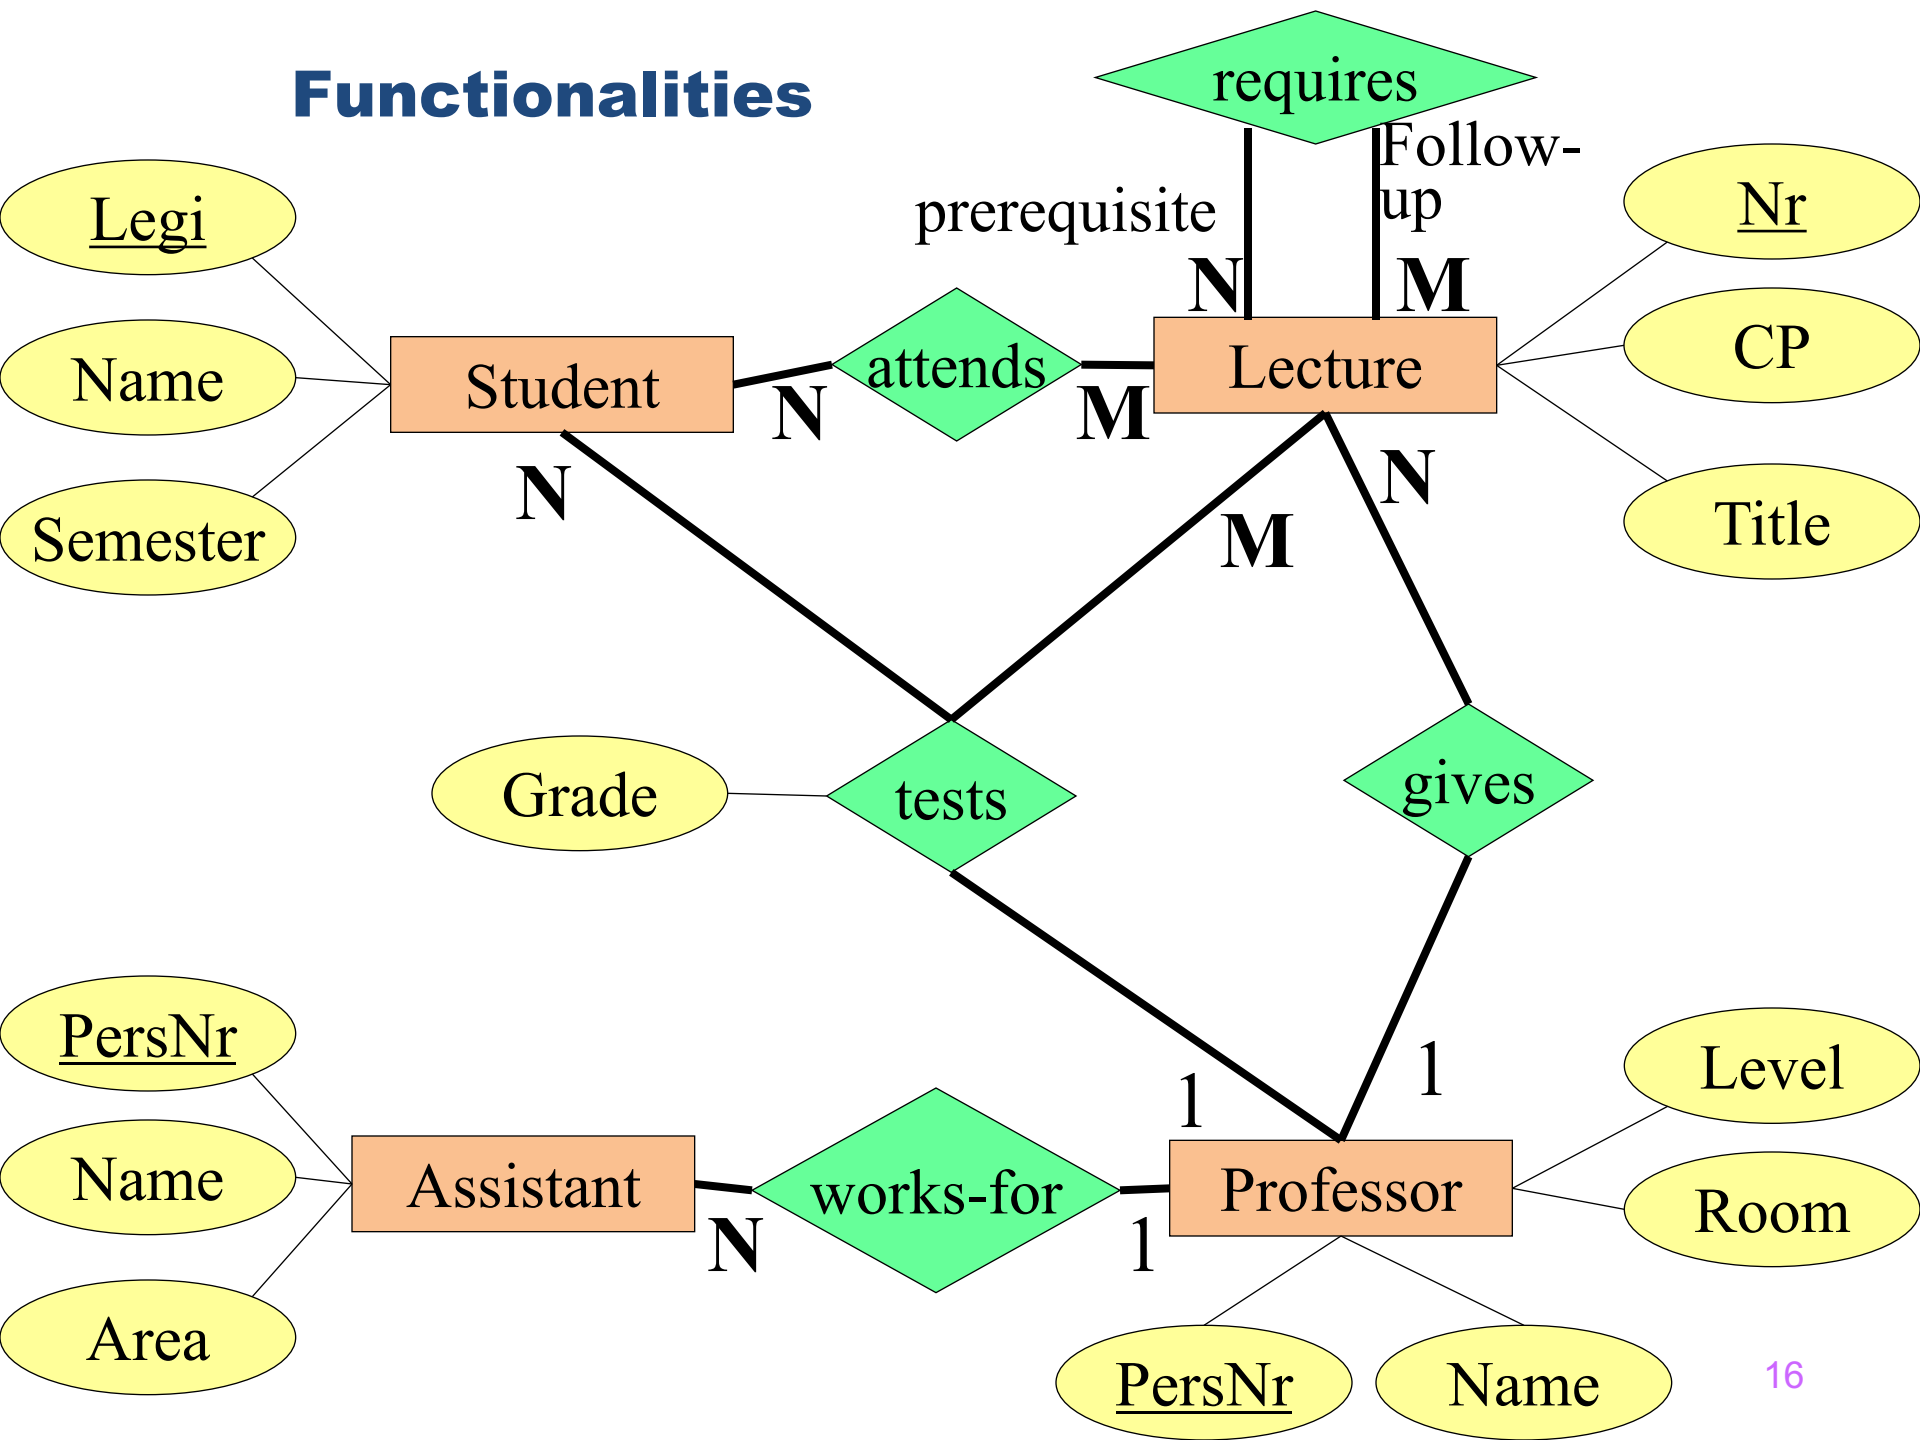 Functionalities
requires
Follow-
up
prerequisite
N
M
Legi
Name
Semester
Student
N
attends
M
Lecture
Nr
CP
Title
N
M
N
Grade
tests
gives
1
1
PersNr
Name
Area
Assistant
N
works-for
1
Professor
Level
Room
PersNr
Name
16